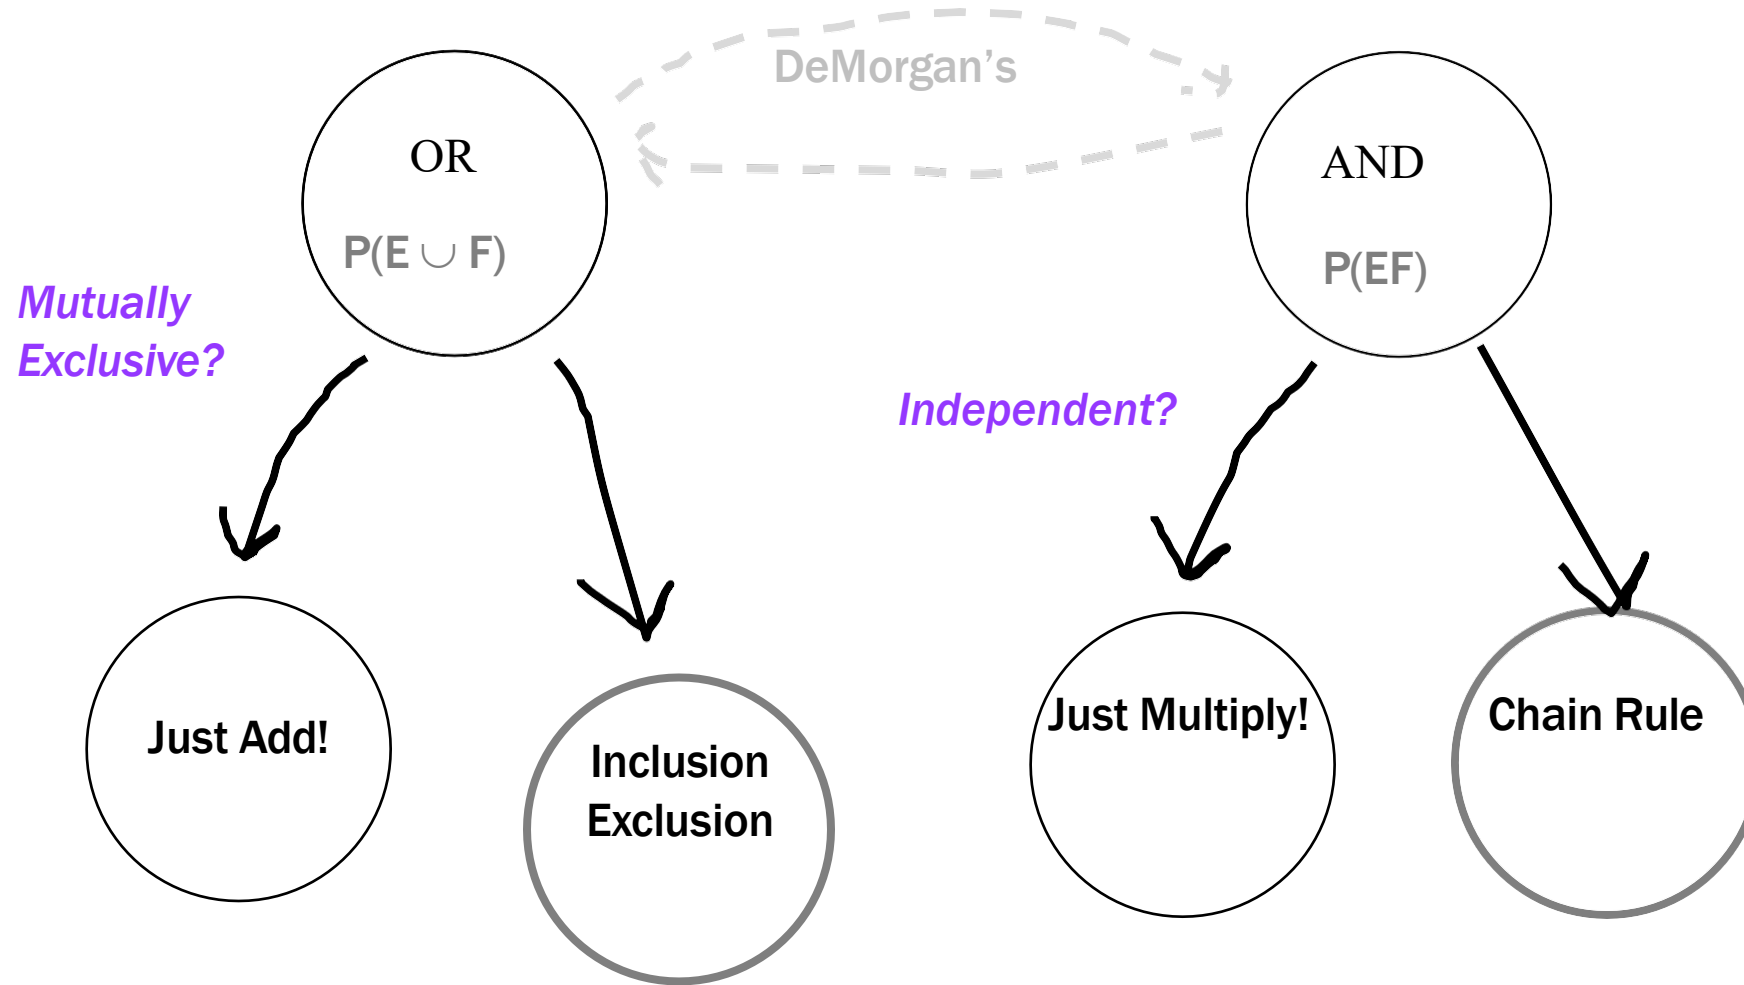 DeMorgan’s
OR
P(E ∪ F)
AND
P(EF)
Mutually
Exclusive?
Independent?
Just Add!
Inclusion
Exclusion
Just Multiply!
Chain Rule